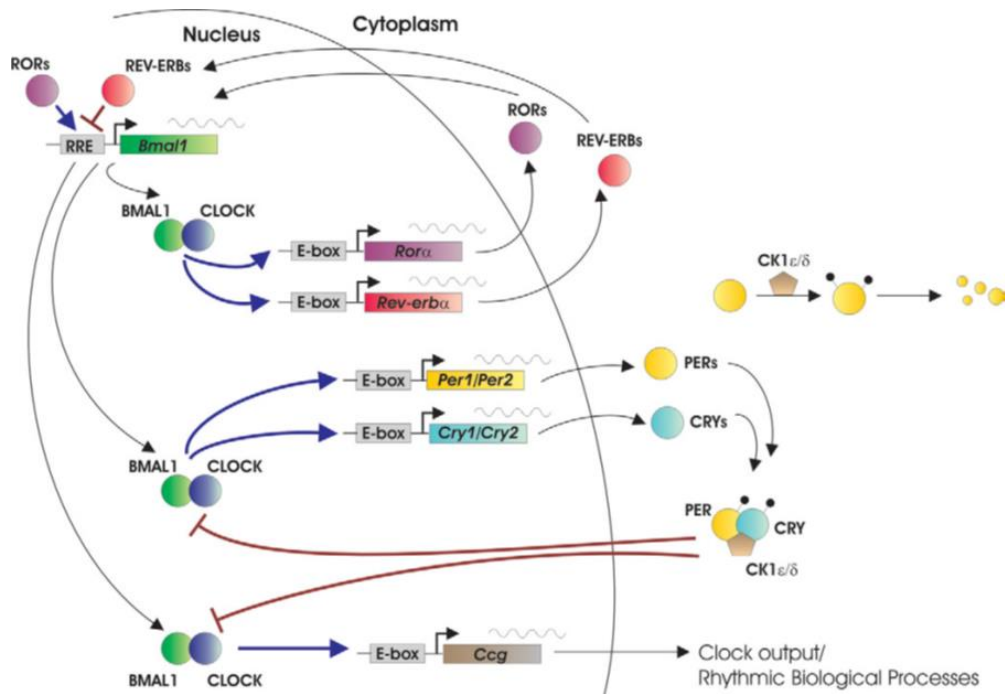 Nucleus
Cytoplasm
RORs
REV-ERBs
RRE
Bmal1
RORs
REV-ERBs
BMAL1
CLOCK
E-box
Rorα
E-box
Rev-erbα
CK1ε/δ
E-box
Per1/Per2
PERs
E-box
Cry1/Cry2
CRYs
BMAL1
CLOCK
PER
CRY
CK1ε/δ
BMAL1
CLOCK
E-box
Ccg
Clock output/
Rhythmic Biological Processes